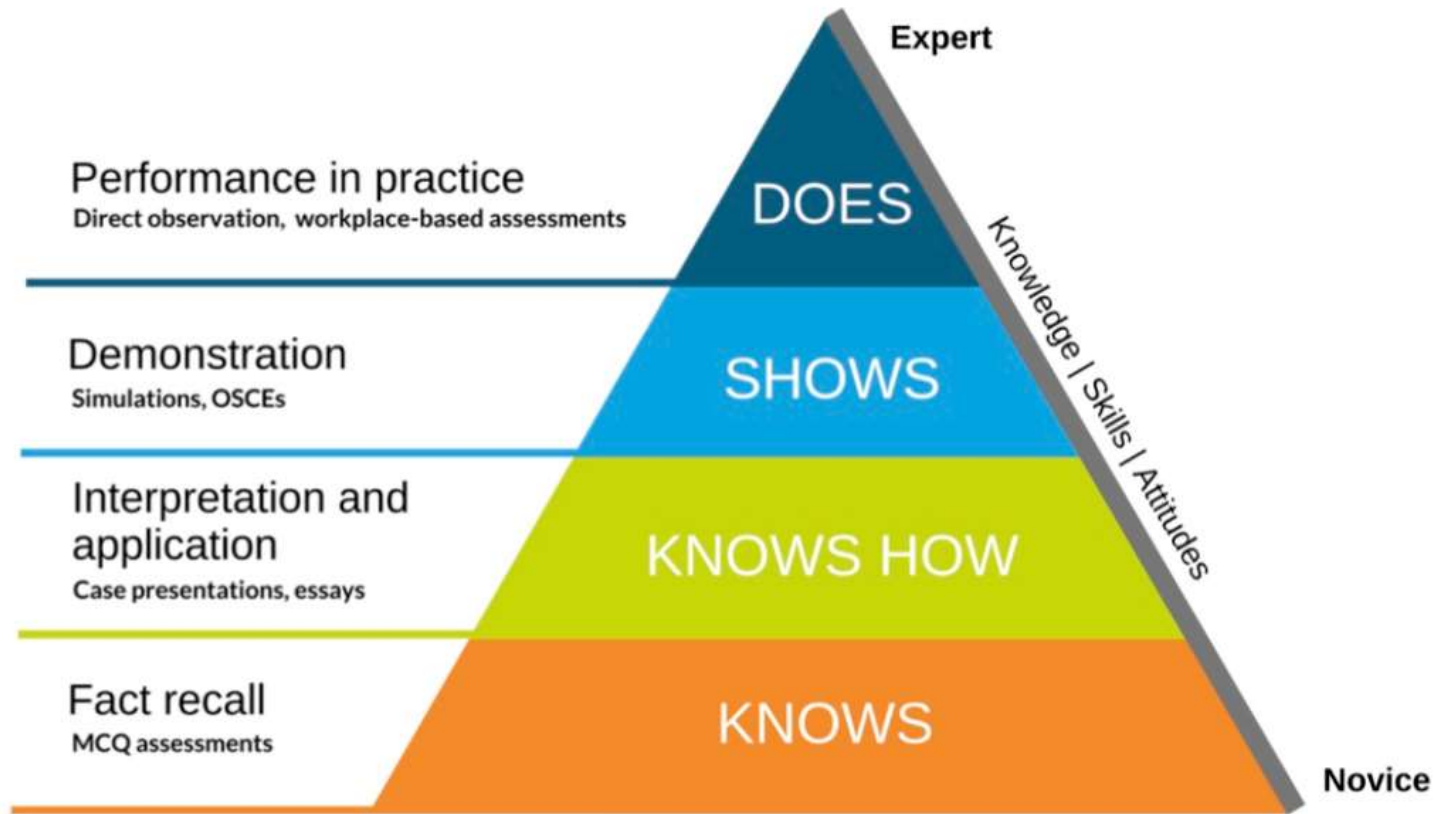 Expert
Performance in practice
Direct observation, workplace-based assessments
DOES
Demonstration
Simulations, OSCEs
SHOWS
Knowledge | Skills | Attitudes
Interpretation and
application
Case presentations, essays
KNOWS HOW
Fact recall
MCQ assessments
KNOWS
Novice